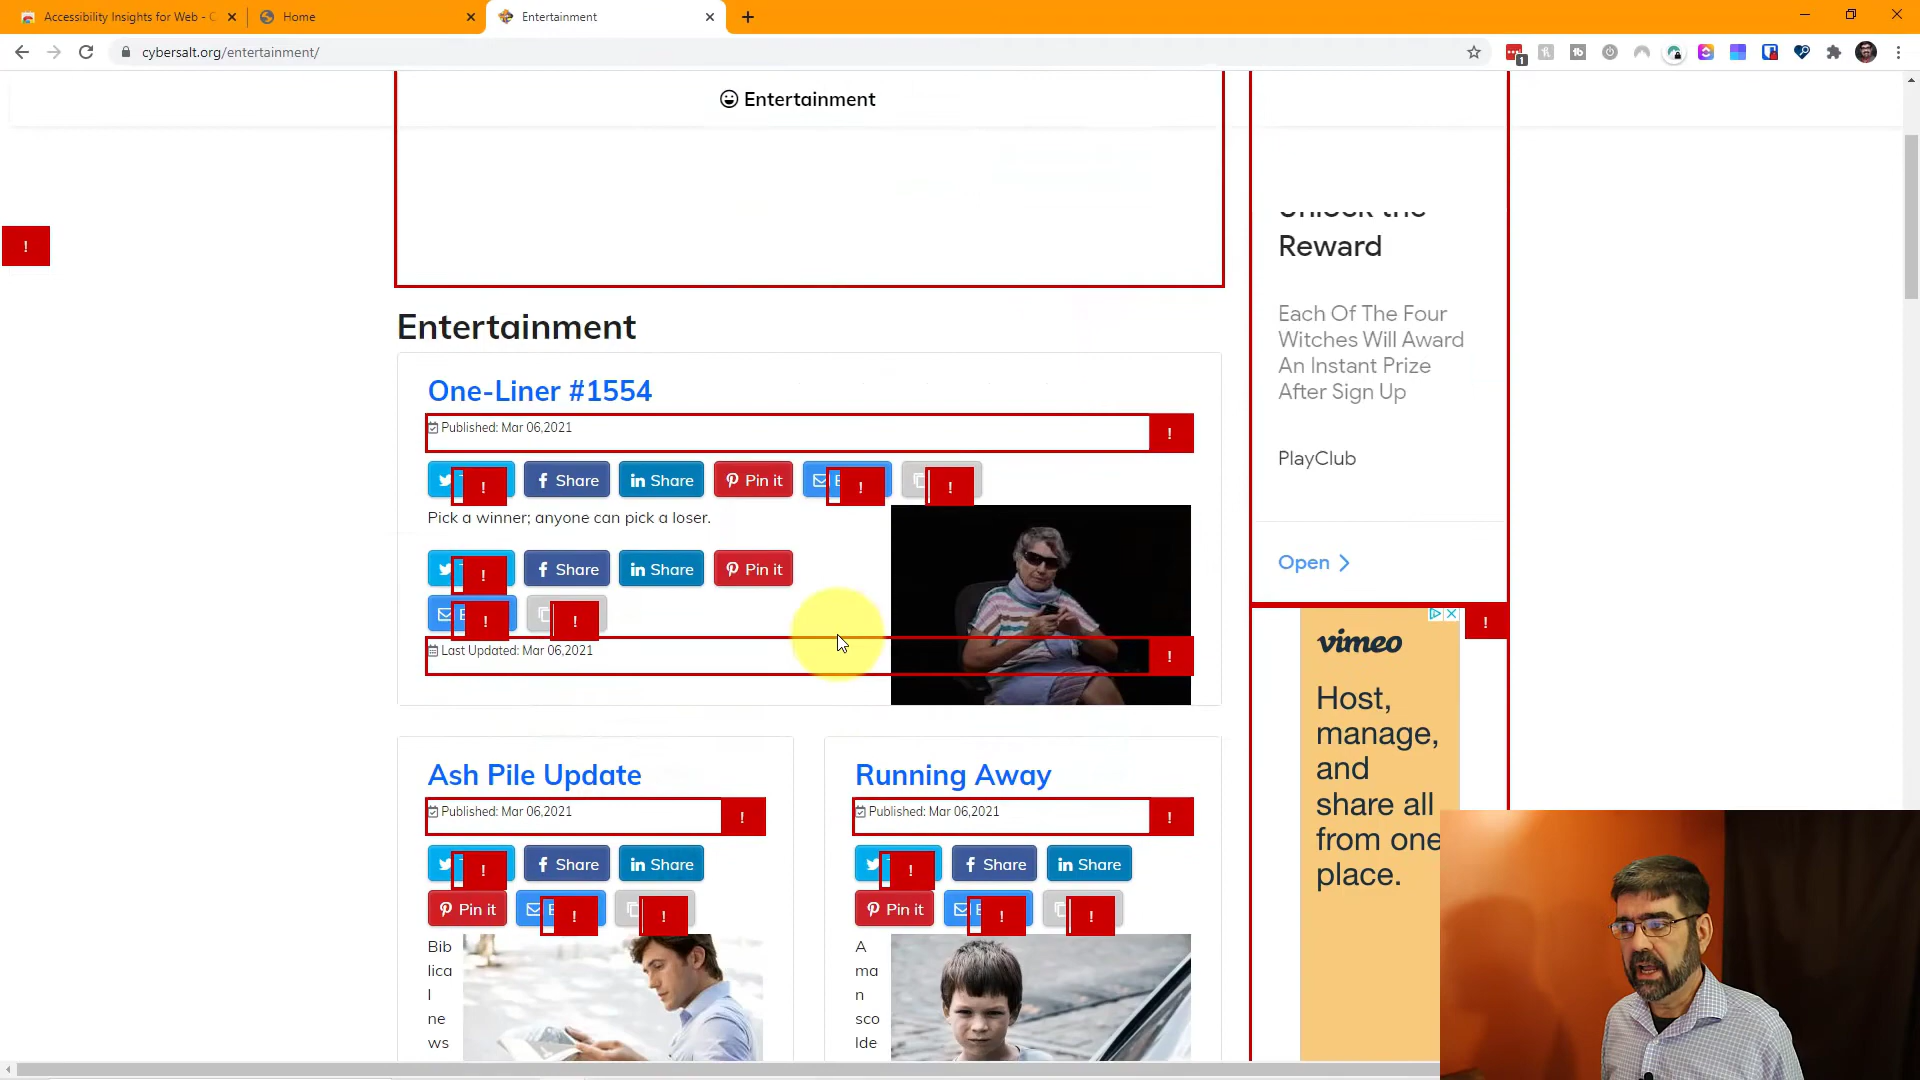 Accessibility Insights for Web - C
Home
Entertainment
cybersalt.org/entertainment/
1
Entertainment
!
Reward
Each Of The Four
Witches Will Award
An Instant Prize
After Sign Up
PlayClub
Open
Entertainment
One-Liner #1554
Published: Mar 06,2021
!
! Share Share Pin it ! !
Pick a winner; anyone can pick a loser.
! Share Share Pin it
! !
Last Updated: Mar 06,2021
!
!
vimeo
Host,
manage,
and
share all
from one
place.
Ash Pile Update
Published: Mar 06,2021
!
! Share Share
Pin it ! !
Bib
lica
l
ne
ws
Running Away
Published: Mar 06,2021
!
! Share Share
Pin it ! !
A
ma
n
sco
lde